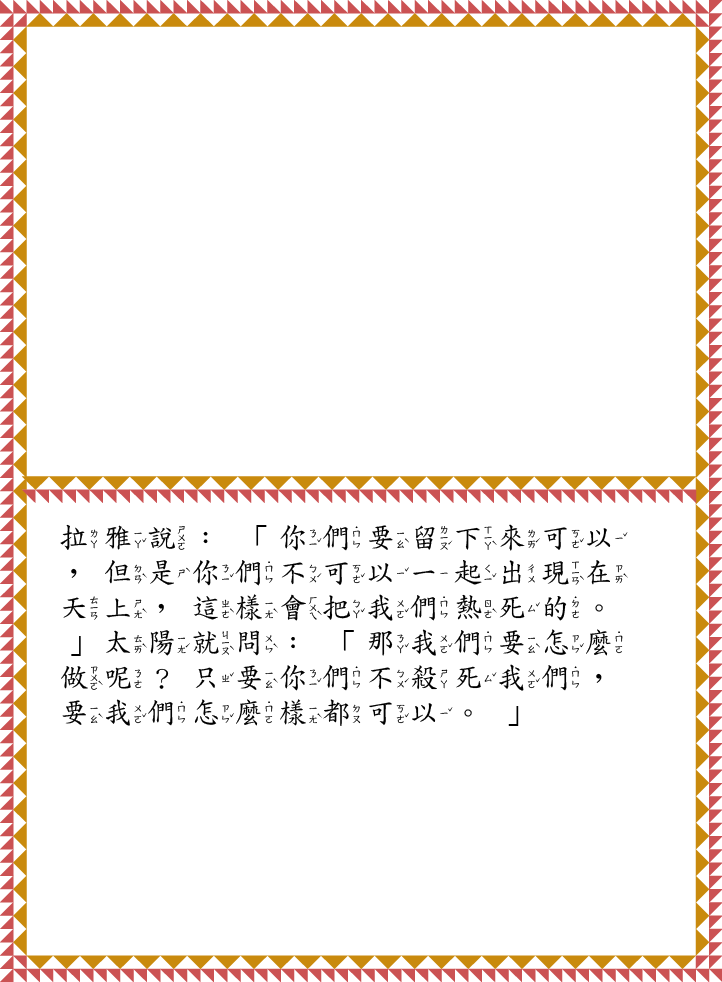 拉雅說：「你們要留下來可以
，但是你們不可以一起出現在
天上，這樣會把我們熱死的。
」太陽就問：「那我們要怎麼
做呢？只要你們不殺死我們，
要我們怎麼樣都可以。」